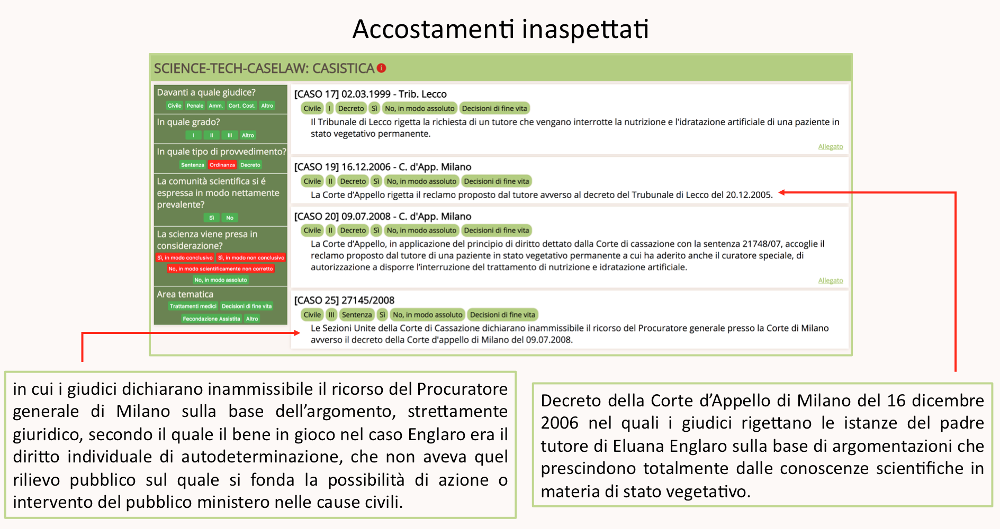 Accostamenti inaspettati
SCIENCE-TECH-CASELAW: CASISTICA
Davanti a quale giudice?
Civile Penale Amm. Cort. Cost. Altro
In quale grado?
I II III Altro
In quale tipo di provvedimento?
Sentenza Ordinanza Decreto
La comunità scientifica si é
espressa in modo nettamente
prevalente?
Sì No
La scienza viene presa in
considerazione?
Sì, in modo conclusivo Sì, in modo non conclusivo
No, in modo scientificamente non corretto
No, in modo assoluto
Area tematica
Trattamenti medici Decisioni di fine vita
Fecondazione Assistita Altro
[CASO 17] 02.03.1999 - Trib. Lecco
Civile I Decreto Sì No, in modo assoluto Decisioni di fine vita
Il Tribunale di Lecco rigetta la richiesta di un tutore che vengano interrotte la nutrizione e l'idratazione artificiale di una paziente in
stato vegetativo permanente.
Allegato
[CASO 19] 16.12.2006 - C. d'App. Milano
Civile II Decreto Sì No, in modo assoluto Decisioni di fine vita
La Corte d’Appello rigetta il reclamo proposto dal tutore avverso al decreto del Trubunale di Lecco del 20.12.2005.
[CASO 20] 09.07.2008 - C. d'App. Milano
Civile II Decreto Sì No, in modo assoluto Decisioni di fine vita
La Corte d’Appello, in applicazione del principio di diritto dettato dalla Corte di cassazione con la sentenza 21748/07, accoglie il
reclamo proposto dal tutore di una paziente in stato vegetativo permanente a cui ha aderito anche il curatore speciale, di
autorizzazione a disporre l’interruzione del trattamento di nutrizione e idratazione artificiale.
Allegato
[CASO 25] 27145/2008
Civile III Sentenza Sì No, in modo assoluto Decisioni di fine vita
Le Sezioni Unite della Corte di Cassazione dichiarano inammissibile il ricorso del Procuratore generale presso la Corte di Milano
avverso il decreto della Corte d'appello di Milano del 09.07.2008.
in cui i giudici dichiarano inammissibile il ricorso del Procuratore
generale di Milano sulla base dell’argomento, strettamente
giuridico, secondo il quale il bene in gioco nel caso Englaro era il
diritto individuale di autodeterminazione, che non aveva quel
rilievo pubblico sul quale si fonda la possibilità di azione o
intervento del pubblico ministero nelle cause civili.
Decreto della Corte d’Appello di Milano del 16 dicembre
2006 nel quali i giudici rigettano le istanze del padre
tutore di Eluana Englaro sulla base di argomentazioni che
prescindono totalmente dalle conoscenze scientifiche in
materia di stato vegetativo.